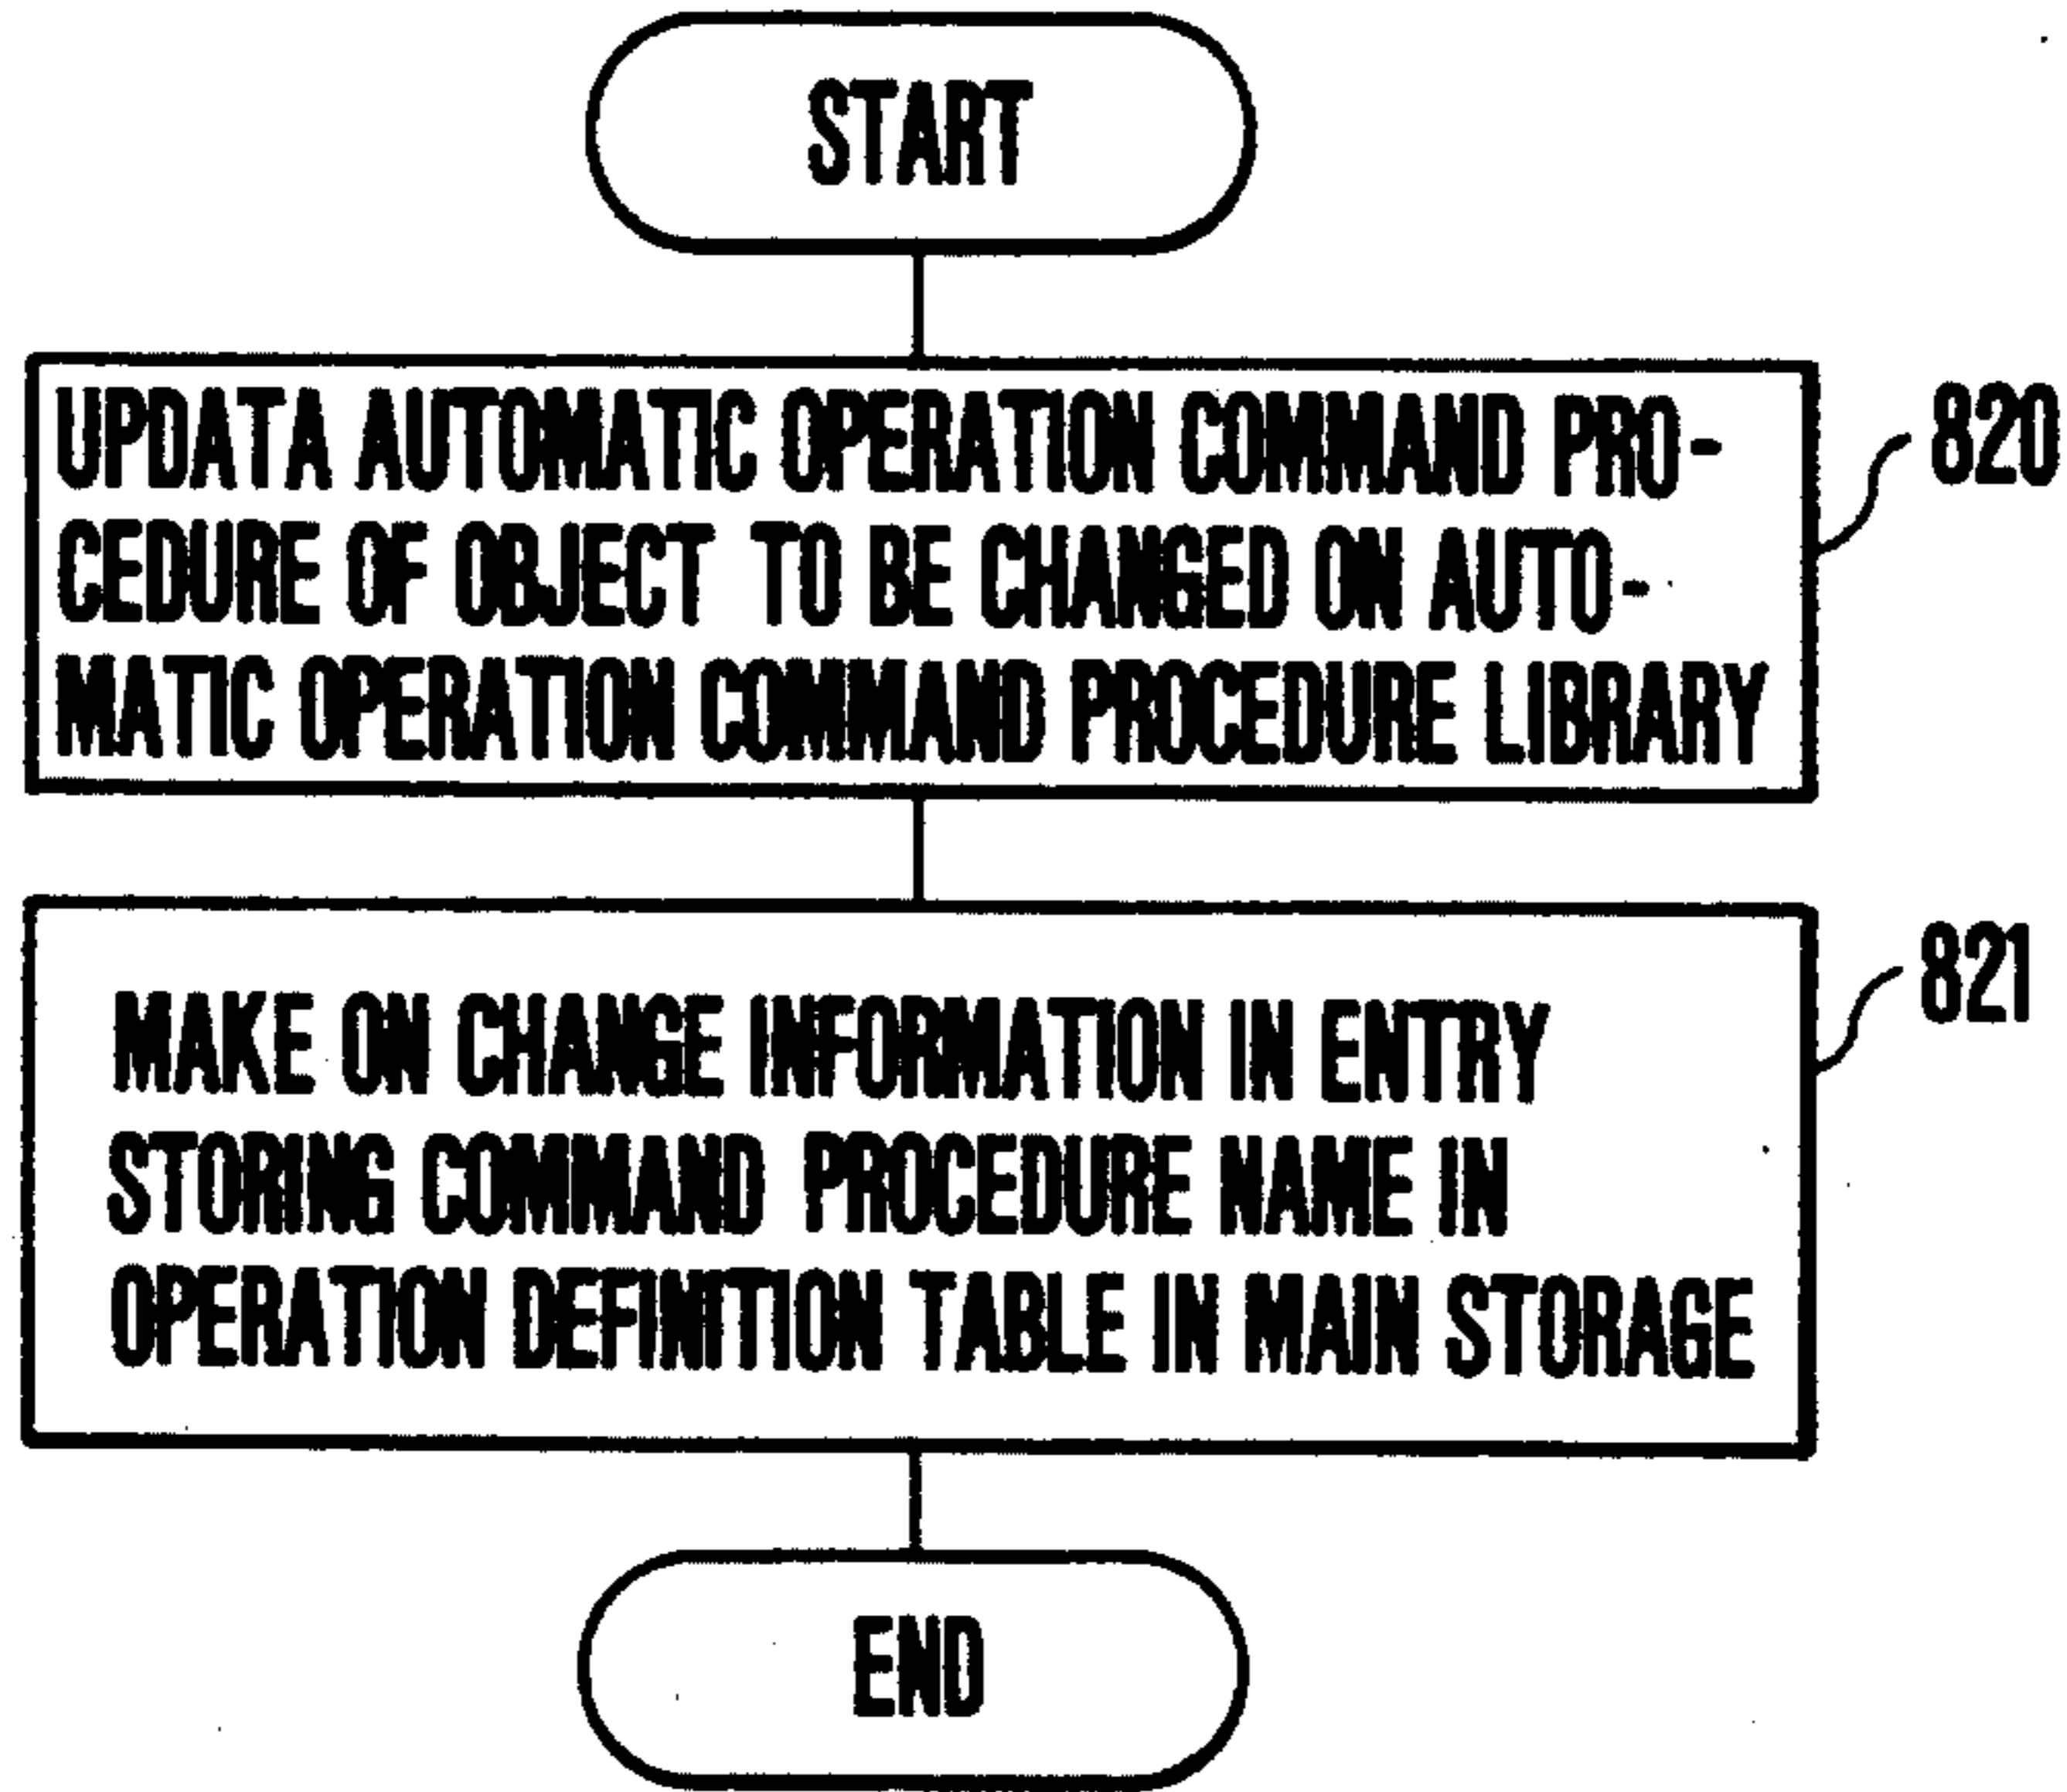 START
UPDATA AUTOMATIC OPERATION COMMAND PRO-
CEDURE OF OBJECT TO BE CHANGED ON AUTO-
MATIC OPERATION COMMAND PROCEDURE LIBRARY
820
MAKE ON CHANGE INFORMATION IN ENTRY
STORING COMMAND PROCEDURE NAME IN
OPERATION DEFINITION TABLE IN MAIN STORAGE
821
END